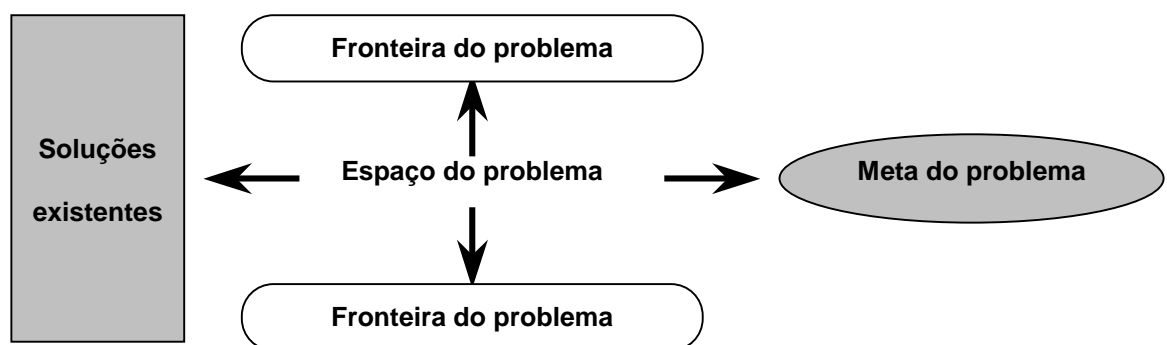 Fronteira do problema
Soluções
existentes
Espaço do problema
Meta do problema
Fronteira do problema